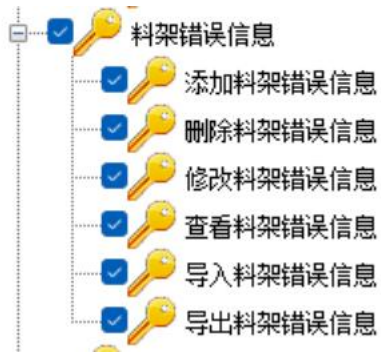 料架错误信息
添加料架错误信息
删除料架错误信息
修改料架错误信息
查看料架错误信息
导入料架错误信息
导出料架错误信息